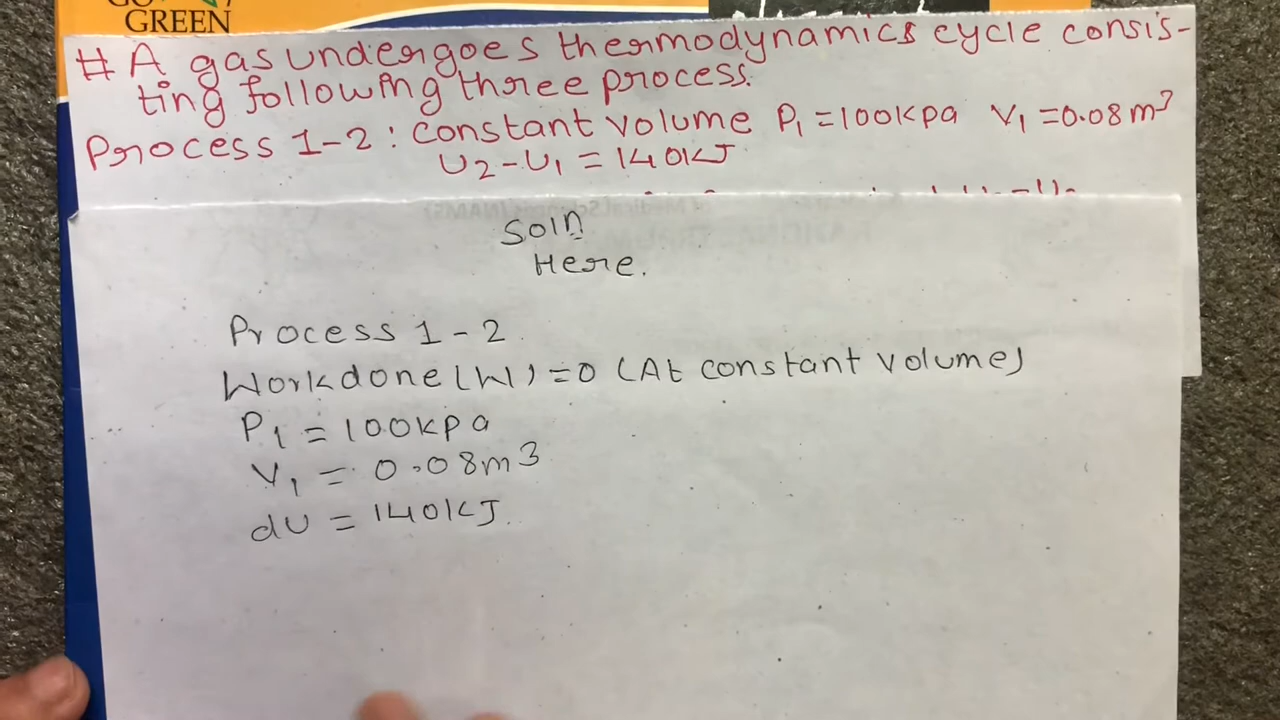 GREEN
# A gas undergoes thermodynamics cycle consis-
ting following three process.
Process 1-2: Constant volume P₁ = 100kpa V₁ = 0.08m³
U₂-U₁ = 140KJ
Soln
Here.
Process 1-2.
Workdone (W) = 0 (At constant volume)
P₁ = 100kpa
V₁ = 0.08m3
dU = 140KJ.